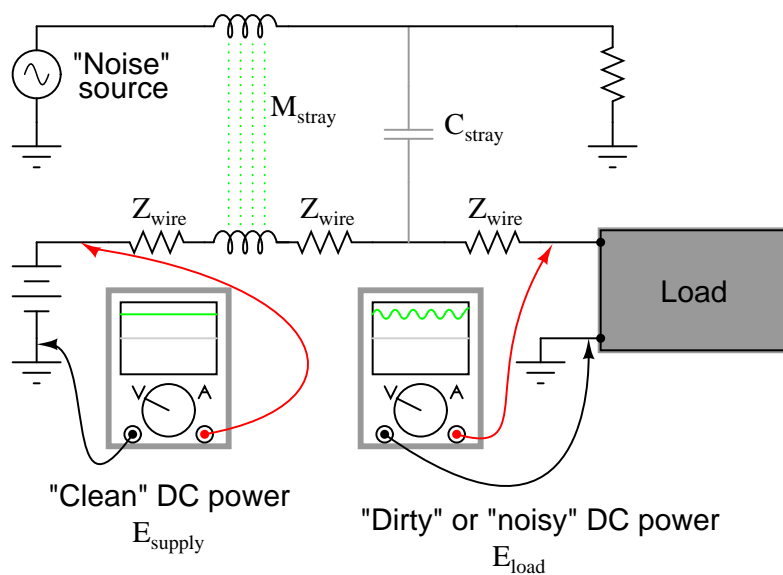 "Noise"
source
M_stray
C_stray
Z_wire
Z_wire
Z_wire
Load
V A
V A
"Clean" DC power
E_supply
"Dirty" or "noisy" DC power
E_load